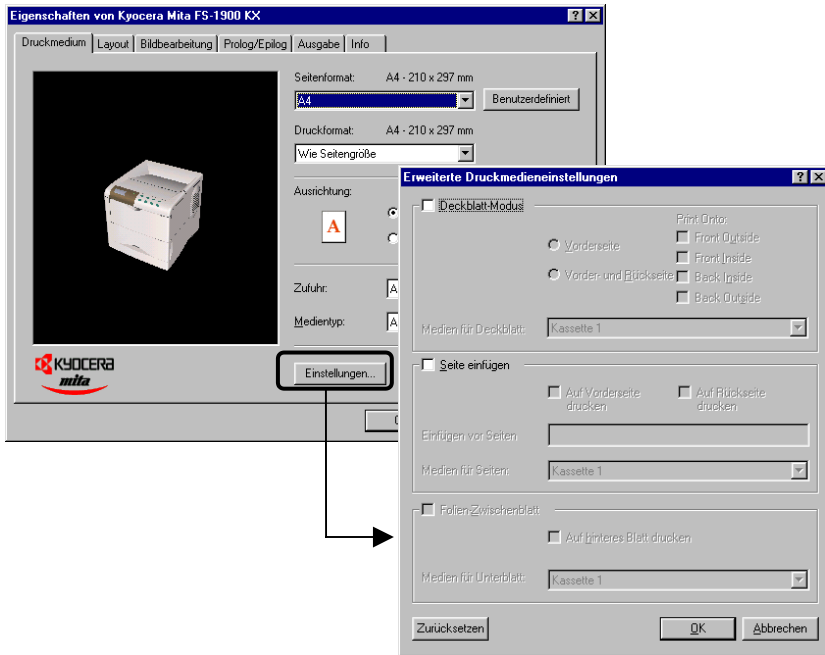 Eigenschaften von Kyocera Mita FS-1900 KX
Druckmedium Layout Bildbearbeitung Prolog/Epilog Ausgabe Info
Seitenformat: A4 - 210 x 297 mm
A4 Benutzerdefiniert
Druckformat: A4 - 210 x 297 mm
Wie Seitengröße
Ausrichtung:
A
Zufuhr: A
Medientyp: A
KYOCERA
mita
Einstellungen...
Erweiterte Druckmedieneinstellungen
Deckblatt-Modus
Print Onto:
Vorderseite
Front Outside
Front Inside
Vorder- und Rückseite
Back Inside
Back Outside
Medien für Deckblatt: Kassette 1
Seite einfügen
Auf Vorderseite drucken
Auf Rückseite drucken
Einfügen vor Seiten
Medien für Seiten: Kassette 1
Folien-Zwischenblatt
Auf hinteres Blatt drucken
Medien für Unterblatt: Kassette 1
Zurücksetzen OK Abbrechen